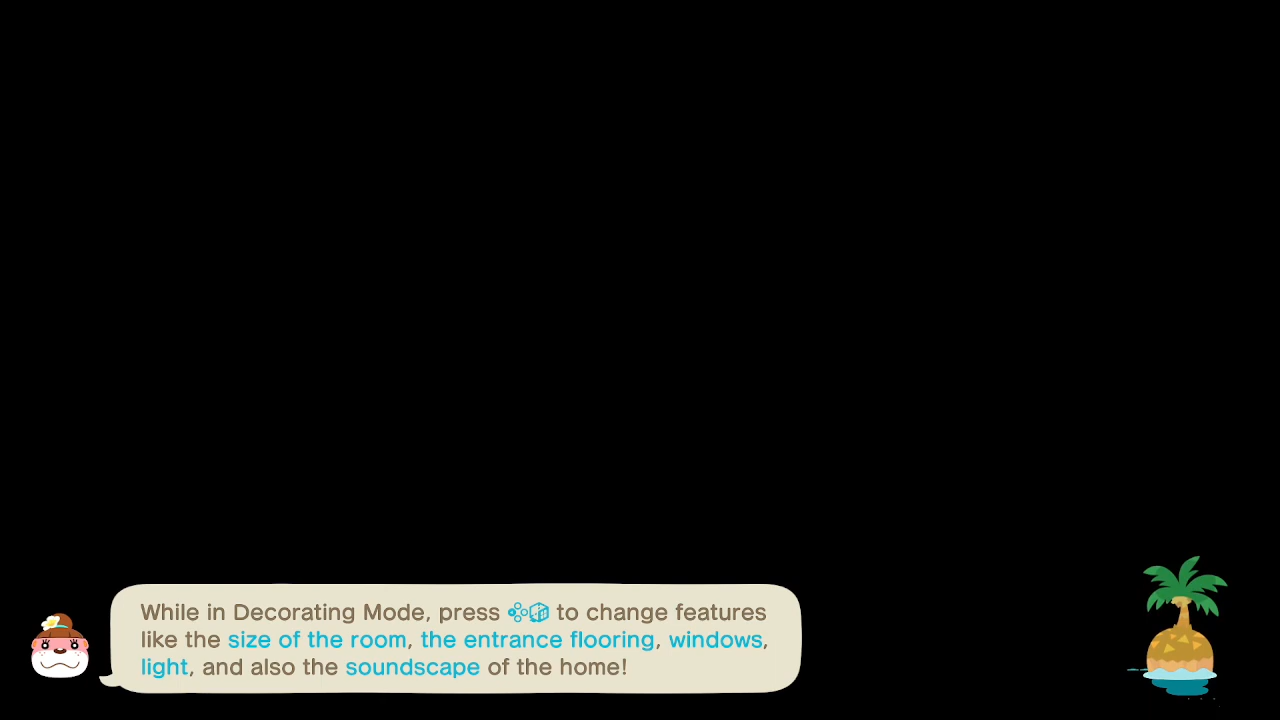 While in Decorating Mode, press to change features
like the size of the room, the entrance flooring, windows,
light, and also the soundscape of the home!